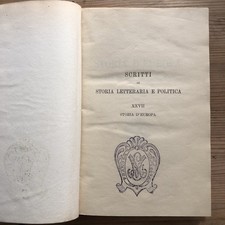 SCRITTI
DI
STORIA LETTERARIA E POLITICA
XXVII
STORIA D'EUROPA